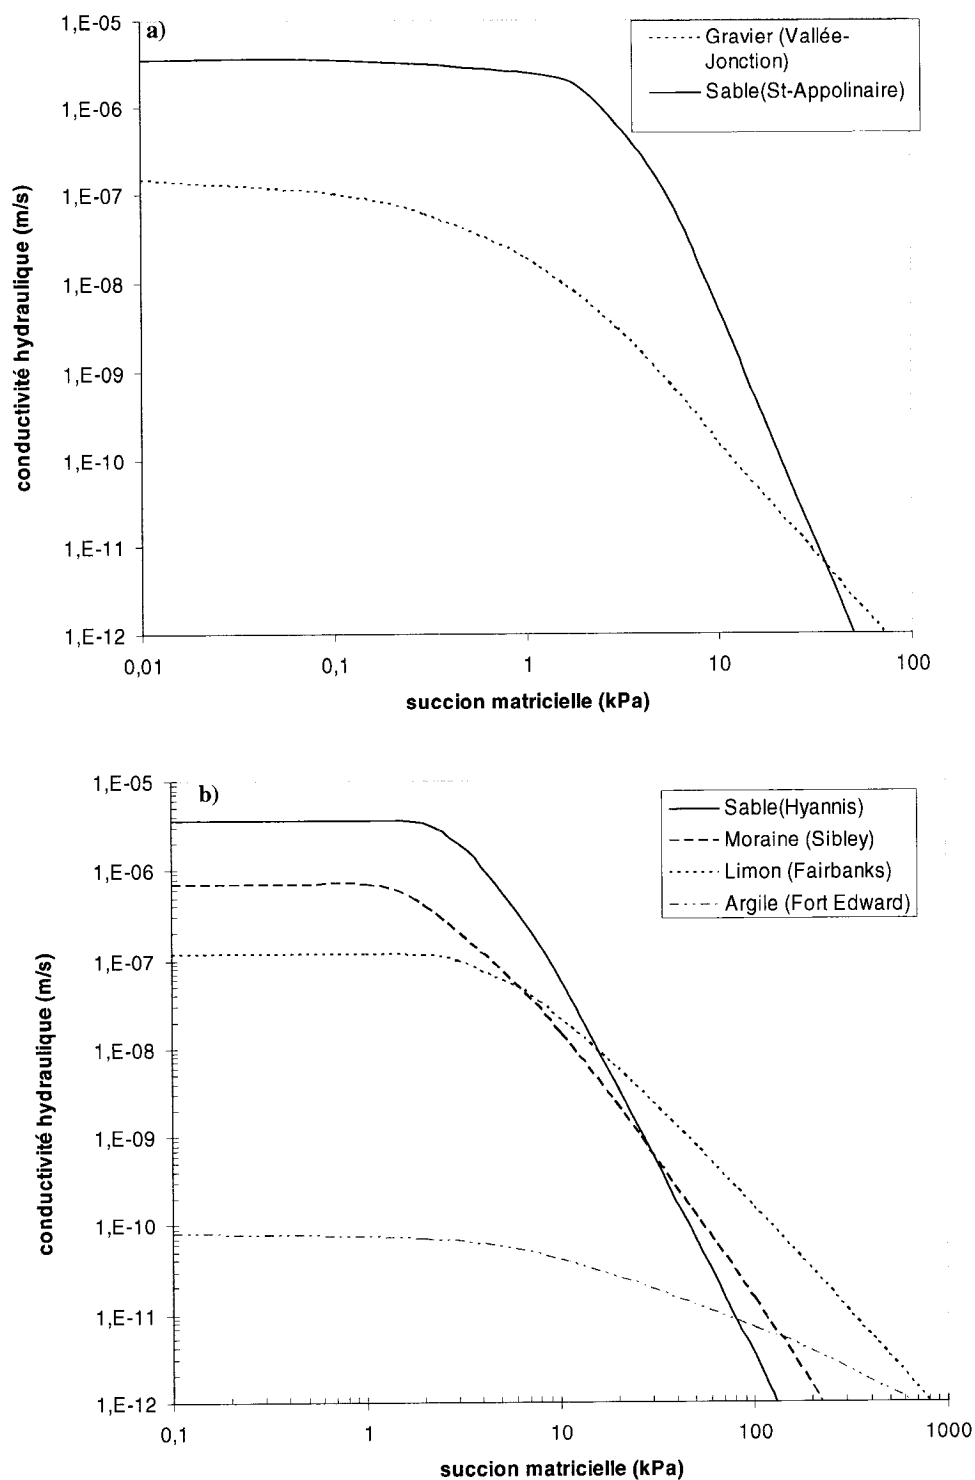 a)
1,E-05
1,E-06
1,E-07
1,E-08
1,E-09
1,E-10
1,E-11
1,E-12
conductivité hydraulique (m/s)
Gravier (Vallée-
Jonction)
Sable(St-Appolinaire)
0,01
0,1
1
10
100
succion matricielle (kPa)
b)
1,E-05
1,E-06
1,E-07
1,E-08
1,E-09
1,E-10
1,E-11
1,E-12
conductivité hydraulique (m/s)
Sable(Hyannis)
Moraine (Sibley)
Limon (Fairbanks)
Argile (Fort Edward)
0,1
1
10
100
1000
succion matricielle (kPa)